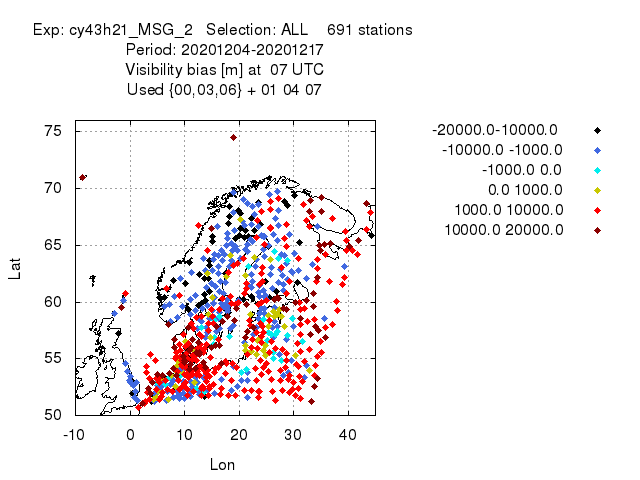 Exp: cy43h21_MSG_2 Selection: ALL 691 stations
Period: 20201204-20201217
Visibility bias [m] at 07 UTC
Used {00,03,06} + 01 04 07
-20000.0-10000.0
-10000.0 -1000.0
-1000.0 0.0
0.0 1000.0
1000.0 10000.0
10000.0 20000.0
75
70
65
60
55
50
Lat
-10 0 10 20 30 40
Lon